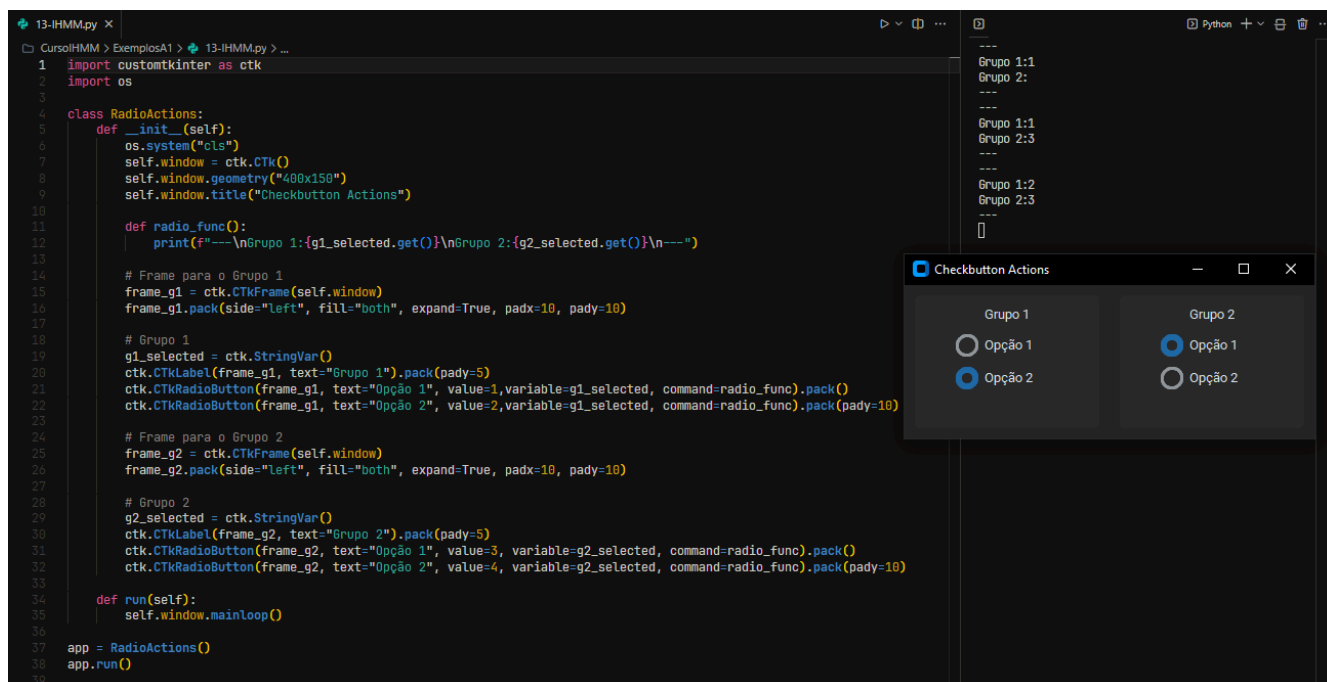 13-IHMM.py
CursoIHMM > ExemplosA1 > 13-IHMM.py > ...
1 import customtkinter as ctk
2 import os
3
4 class RadioActions:
5     def __init__(self):
6         os.system("cls")
7         self.window = ctk.CTk()
8         self.window.geometry("400x150")
9         self.window.title("Checkbutton Actions")
10
11         def radio_func():
12             print(f"---\nGrupo 1:{g1_selected.get()}\nGrupo 2:{g2_selected.get()}\n---")
13
14         # Frame para o Grupo 1
15         frame_g1 = ctk.CTkFrame(self.window)
16         frame_g1.pack(side="left", fill="both", expand=True, padx=10, pady=10)
17
18         # Grupo 1
19         g1_selected = ctk.StringVar()
20         ctk.CTkLabel(frame_g1, text="Grupo 1").pack(pady=5)
21         ctk.CTkRadioButton(frame_g1, text="Opção 1", value=1,variable=g1_selected, command=radio_func).pack()
22         ctk.CTkRadioButton(frame_g1, text="Opção 2", value=2,variable=g1_selected, command=radio_func).pack(pady=10)
23
24         # Frame para o Grupo 2
25         frame_g2 = ctk.CTkFrame(self.window)
26         frame_g2.pack(side="left", fill="both", expand=True, padx=10, pady=10)
27
28         # Grupo 2
29         g2_selected = ctk.StringVar()
30         ctk.CTkLabel(frame_g2, text="Grupo 2").pack(pady=5)
31         ctk.CTkRadioButton(frame_g2, text="Opção 1", value=3, variable=g2_selected, command=radio_func).pack()
32         ctk.CTkRadioButton(frame_g2, text="Opção 2", value=4, variable=g2_selected, command=radio_func).pack(pady=10)
33
34     def run(self):
35         self.window.mainloop()
36
37 app = RadioActions()
38 app.run()
39
Python
---
Grupo 1:1
Grupo 2:
---
---
Grupo 1:1
Grupo 2:3
---
---
Grupo 1:2
Grupo 2:3
---
Checkbutton Actions
Grupo 1
Opção 1
Opção 2
Grupo 2
Opção 1
Opção 2